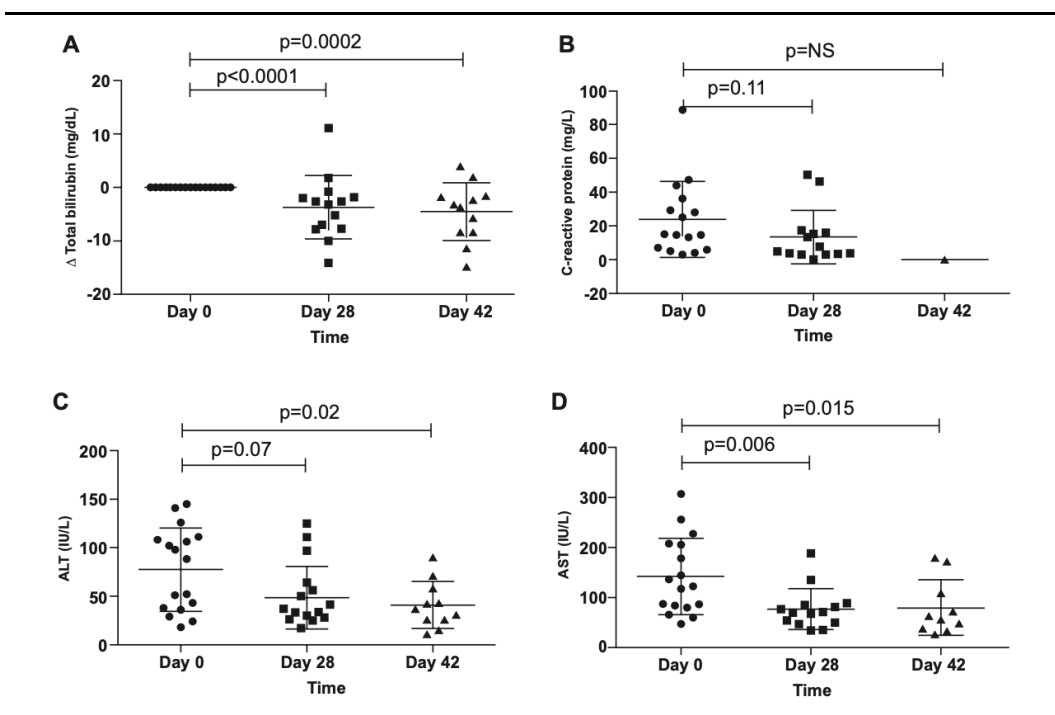 A
p=0.0002
p<0.0001
Δ Total bilirubin (mg/dL)
20
10
0
-10
-20
Day 0
Day 28
Day 42
Time
B
p=NS
p=0.11
C-reactive protein (mg/L)
100
80
60
40
20
0
-20
Day 0
Day 28
Day 42
Time
C
p=0.02
p=0.07
ALT (IU/L)
200
150
100
50
0
Day 0
Day 28
Day 42
Time
D
p=0.015
p=0.006
AST (IU/L)
400
300
200
100
0
Day 0
Day 28
Day 42
Time